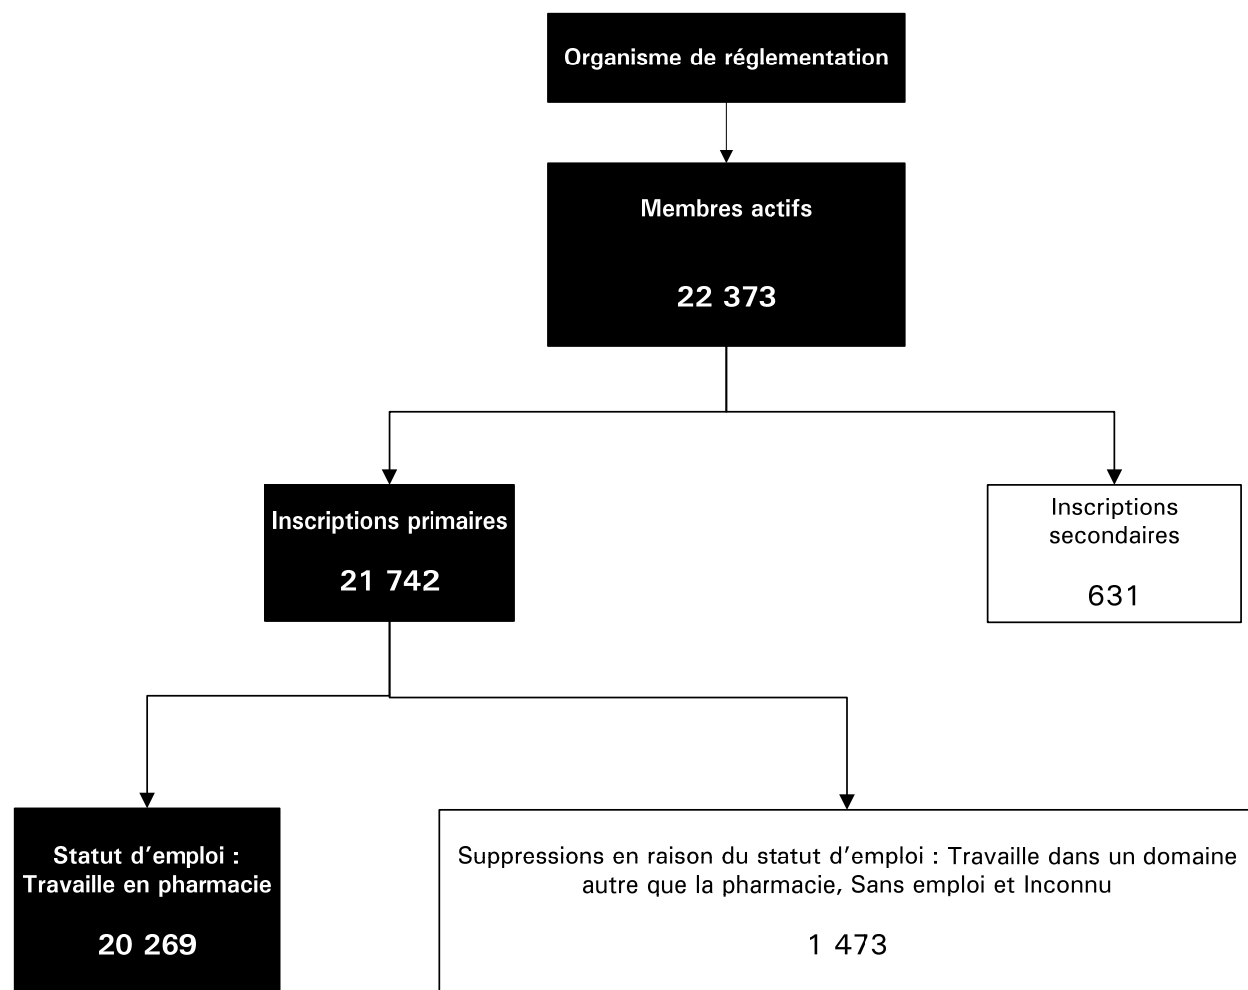 Organisme de réglementation
Membres actifs
22 373
Inscriptions primaires
21 742
Inscriptions
secondaires
631
Statut d’emploi :
Travaille en pharmacie
20 269
Suppressions en raison du statut d’emploi : Travaille dans un domaine
autre que la pharmacie, Sans emploi et Inconnu
1 473